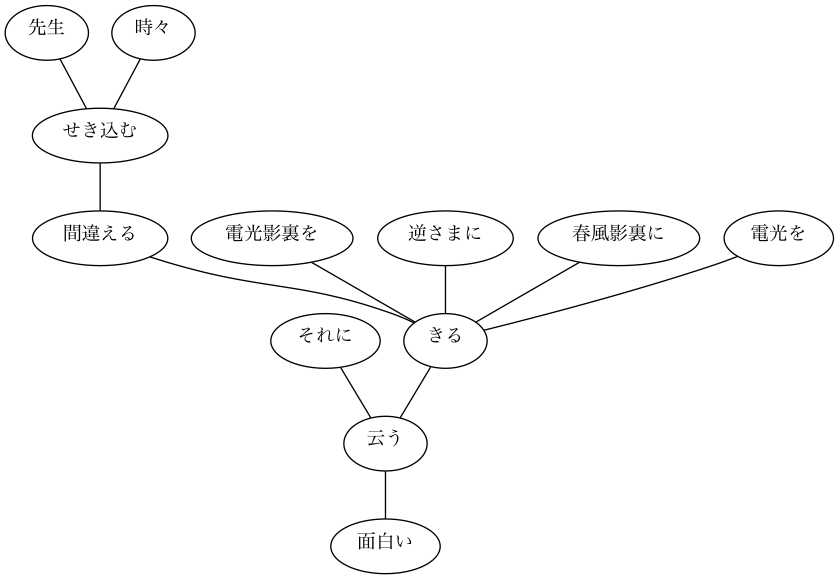 先生
時々
せき込む
間違える
電光影裏を
逆さまに
春風影裏に
電光を
それに
きる
云う
面白い